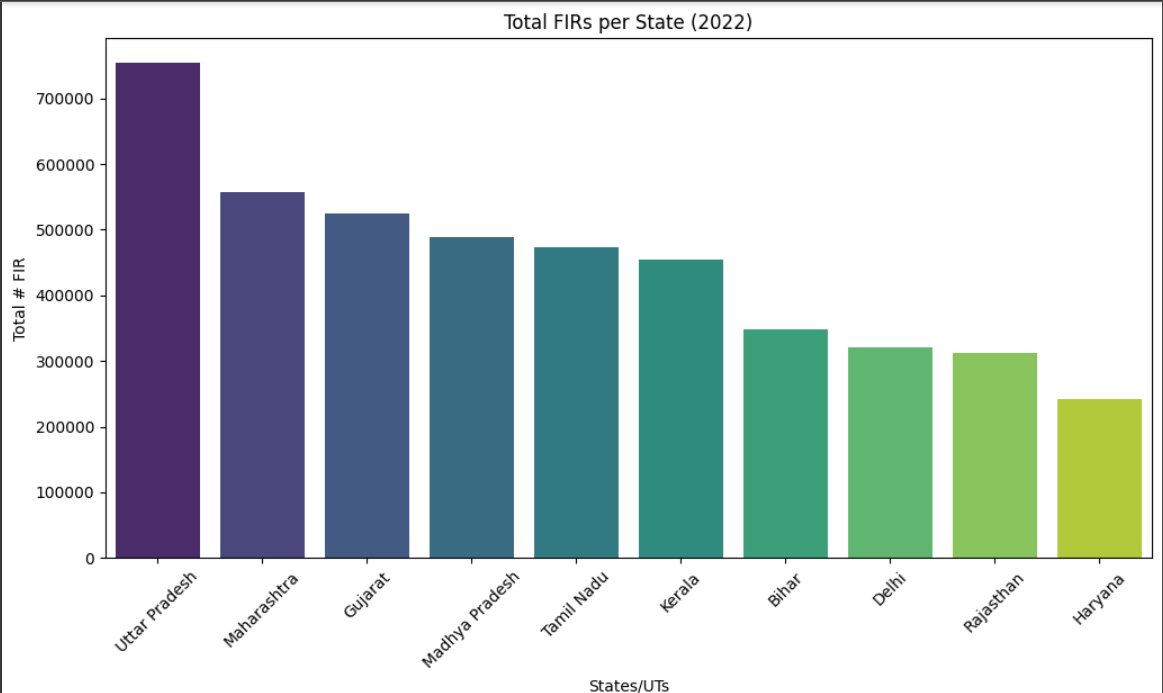 Total FIRs per State (2022)
Total # FIR
700000
600000
500000
400000
300000
200000
100000
0
Uttar Pradesh
Maharashtra
Gujarat
Madhya Pradesh
Tamil Nadu
Kerala
Bihar
Delhi
Rajasthan
Haryana
States/UTs